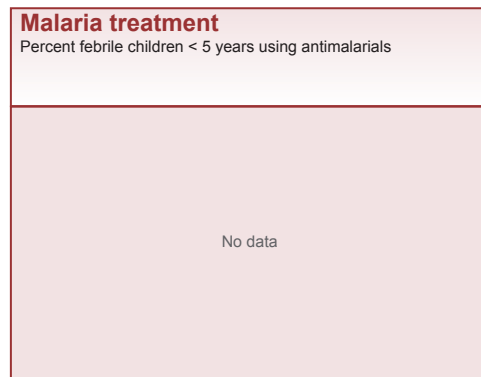 Malaria treatment
Percent febrile children < 5 years using antimalarials
No data